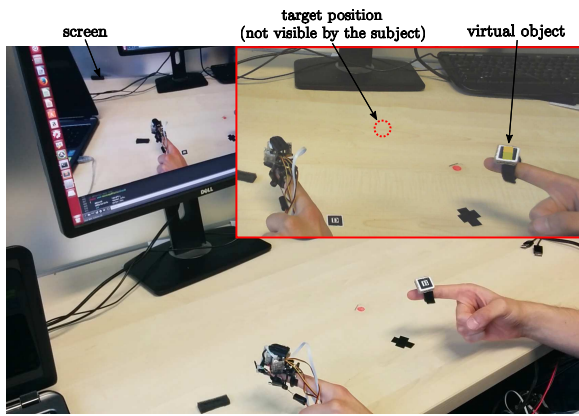 target position
screen
(not visible by the subject)
virtual object
DELL